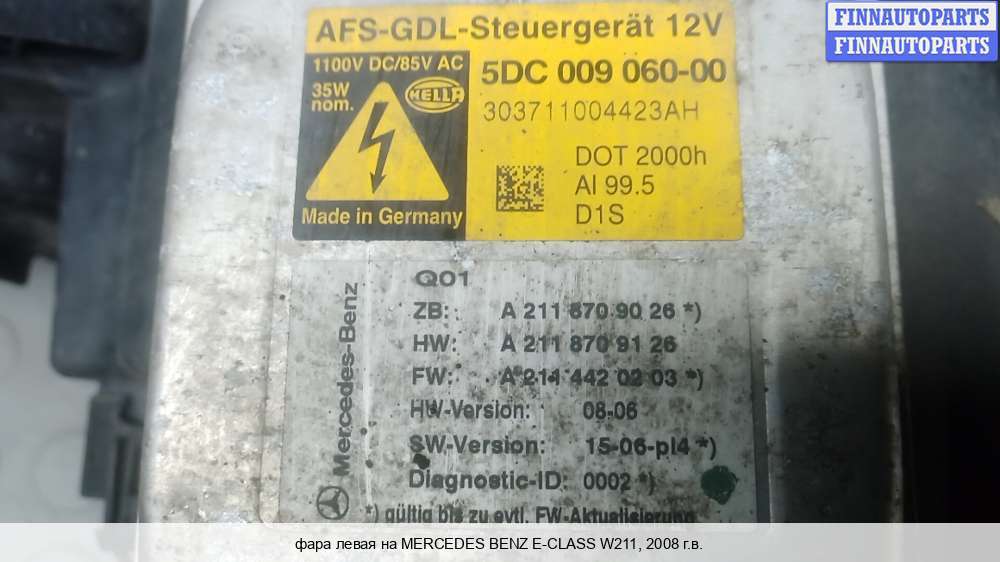 FINNAUTOPARTS
FINNAUTOPARTS
AFS-GDL-Steuergerät 12V
1100V DC/85V AC
35W
nom.
HELLA
Made in Germany
5DC 009 060-00
303711004423AH
DOT 2000h
AI 99.5
D1S
Mercedes-Benz
Q01
ZB: A 211 870 90 26 *)
HW: A 211 870 91 26
FW: A 211 442 02 03 *)
HW-Version: 08-06
SW-Version: 15-06-pl4 *)
Diagnostic-ID: 0002 *)
*) gültig bis zu evtl. FW-Aktualisierung
фара левая на MERCEDES BENZ E-CLASS W211, 2008 г.в.